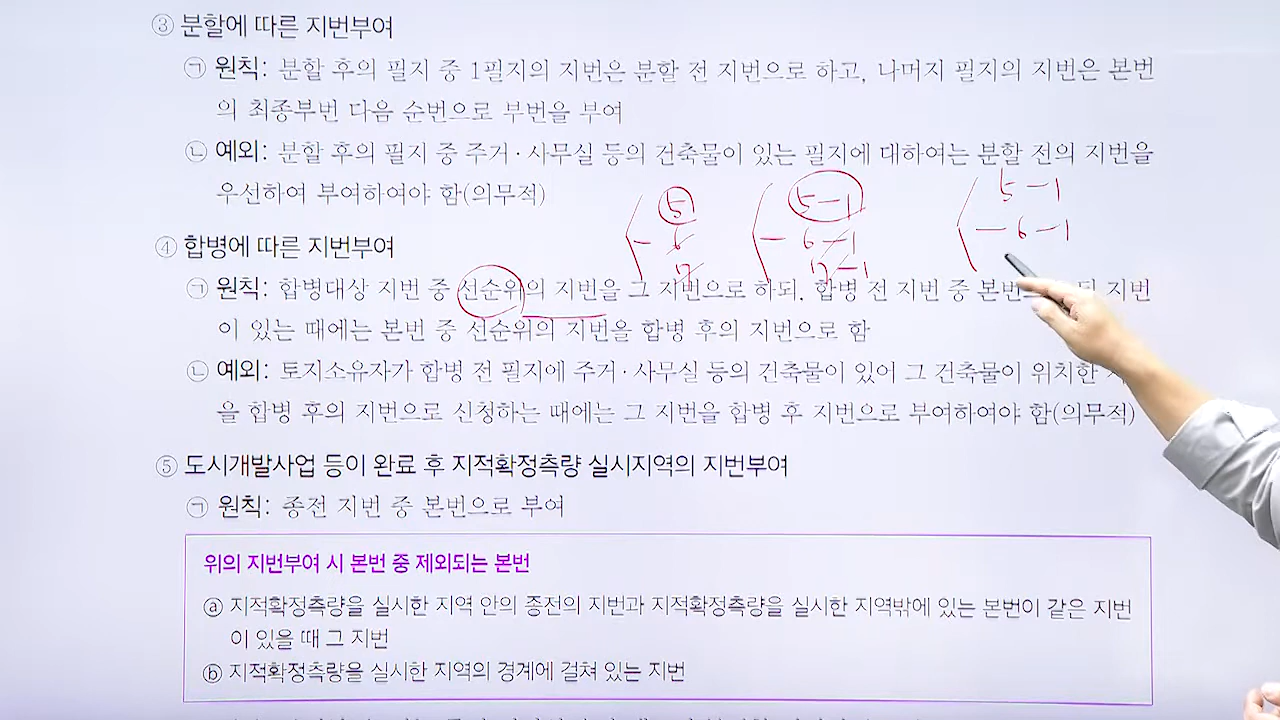 ③ 분할에 따른 지번부여
㉠ 원칙: 분할 후의 필지 중 1필지의 지번은 분할 전 지번으로 하고, 나머지 필지의 지번은 본번
의 최종부번 다음 순번으로 부번을 부여
㉡ 예외: 분할 후의 필지 중 주거·사무실 등의 건축물이 있는 필지에 대하여는 분할 전의 지번을
우선하여 부여하여야 함(의무적)
5 5-1 5-1
6 6-1 6-1
7 7-1
④ 합병에 따른 지번부여
㉠ 원칙: 합병대상 지번 중 선순위의 지번을 그 지번으로 하되, 합병 전 지번 중 본번 된 지번
이 있는 때에는 본번 중 선순위의 지번을 합병 후의 지번으로 함
㉡ 예외: 토지소유자가 합병 전 필지에 주거·사무실 등의 건축물이 있어 그 건축물이 위치한
을 합병 후의 지번으로 신청하는 때에는 그 지번을 합병 후 지번으로 부여하여야 함(의무적)
⑤ 도시개발사업 등이 완료 후 지적확정측량 실시지역의 지번부여
㉠ 원칙: 종전 지번 중 본번으로 부여
위의 지번부여 시 본번 중 제외되는 본번
ⓐ 지적확정측량을 실시한 지역 안의 종전의 지번과 지적확정측량을 실시한 지역밖에 있는 본번이 같은 지번
이 있을 때 그 지번
ⓑ 지적확정측량을 실시한 지역의 경계에 걸쳐 있는 지번